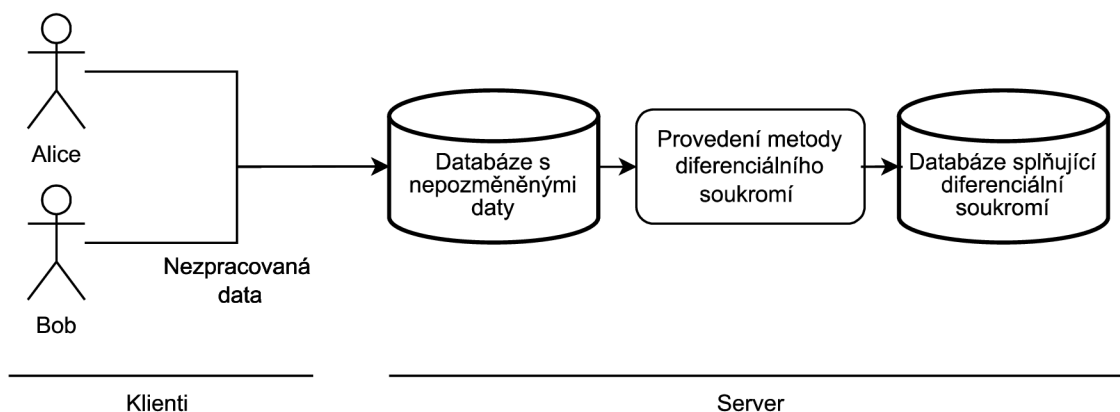 Alice
Bob
Nezpracovaná
data
Databáze s
nepozměněnými
daty
Provedení metody
diferenciálního
soukromí
Databáze splňující
diferenciální
soukromí
Klienti
Server